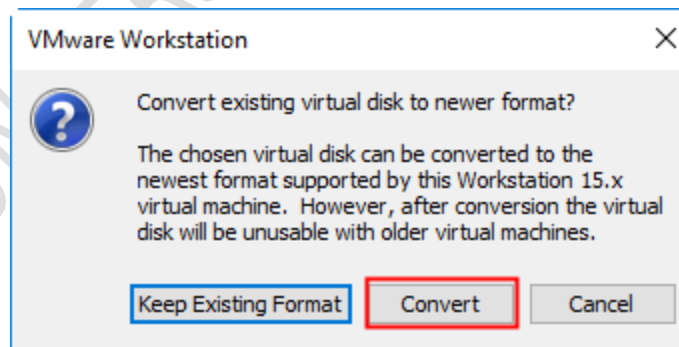 VMware Workstation
Convert existing virtual disk to newer format?
The chosen virtual disk can be converted to the
newest format supported by this Workstation 15.x
virtual machine.  However, after conversion the virtual
disk will be unusable with older virtual machines.
Keep Existing Format Convert Cancel